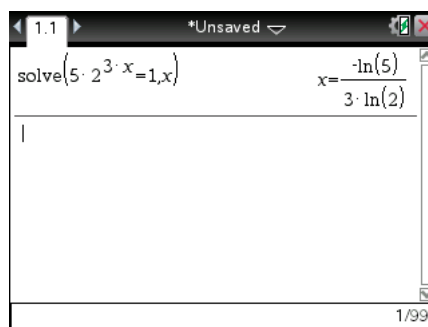 1.1 *Unsaved
solve(5·2^(3·x)=1,x) x=-ln(5)/(3·ln(2))
1/99